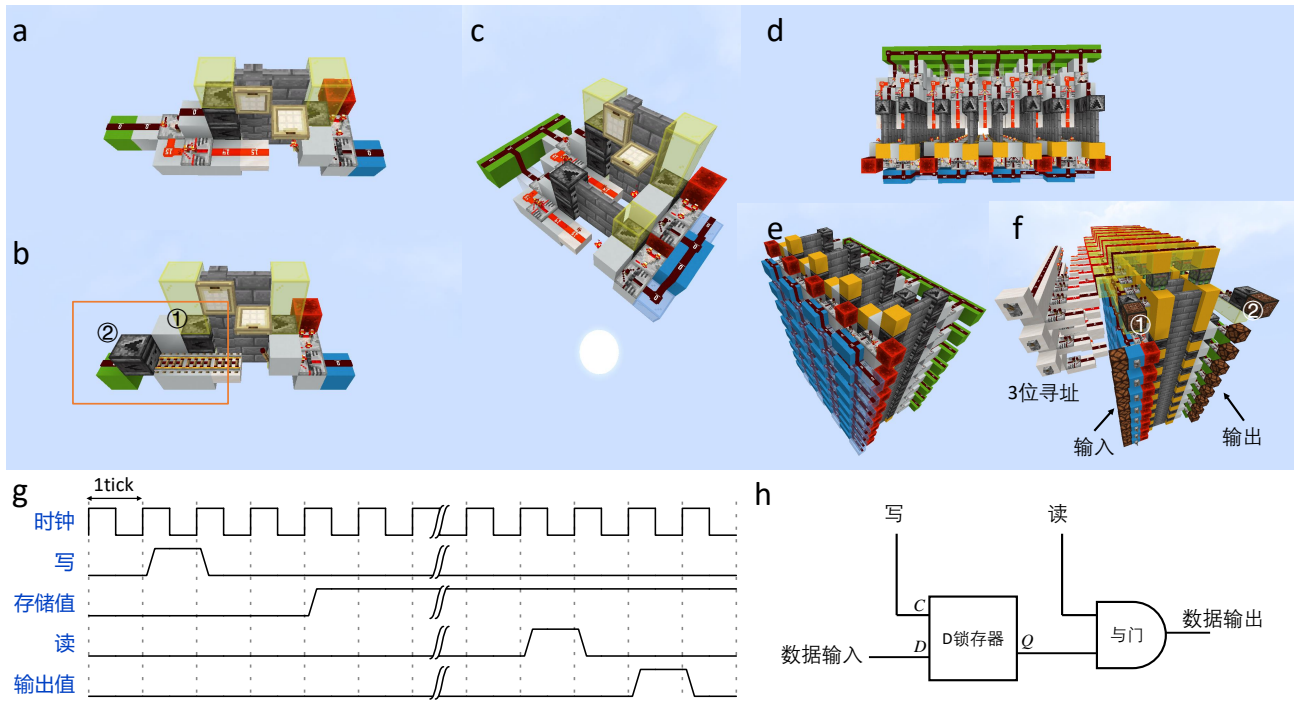 a
b
①
②
c
d
e
f
①
②
3位寻址
输入
输出
g
1tick
时钟
写
存储值
读
输出值
h
写
读
C
D
Q
D锁存器
与门
数据输入
数据输出